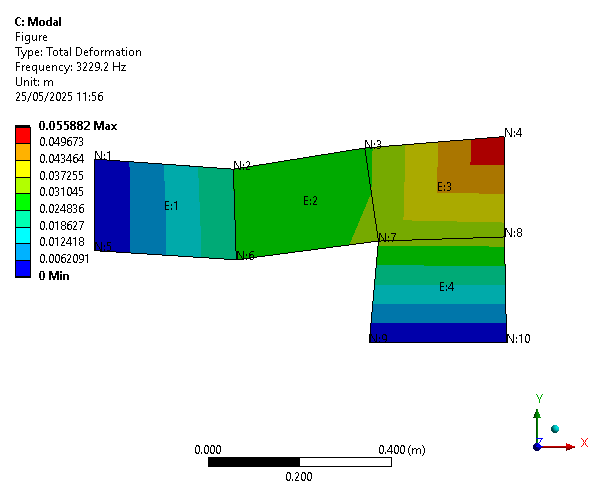 C: Modal
Figure
Type: Total Deformation
Frequency: 3229.2 Hz
Unit: m
25/05/2025 11:56
0.055882 Max
0.049673
0.043464
0.037255
0.031045
0.024836
0.018627
0.012418
0.0062091
0 Min
N:1
N:2
N:3
N:4
E:1
E:2
E:3
N:5
N:6
N:7
N:8
E:4
N:9
N:10
0.000
0.400 (m)
0.200
Y
Z
X